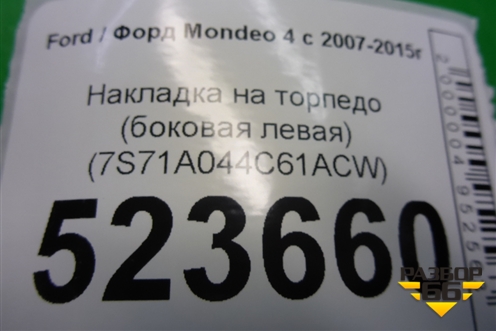 Ford / Форд Mondeo 4 с 2007-2015г
Накладка на торпедо
(боковая левая)
(7S71A044C61ACW)
523660
РАЗБОР
66